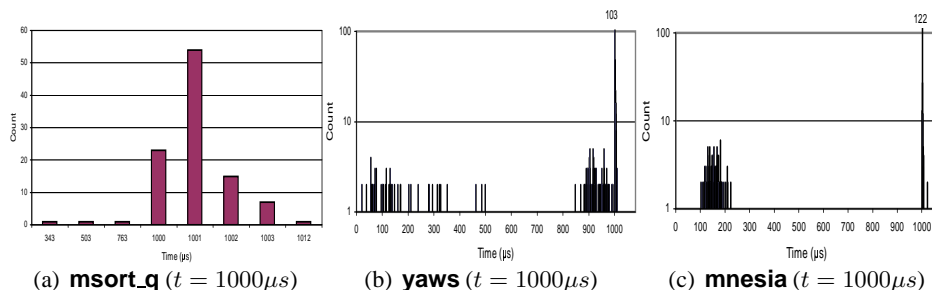 60
50
40
30
20
10
0
Count
343 503 763 1000 1001 1002 1003 1012
Time (µs)
(a) msort_q (t = 1000µs)
103
100
10
1
Count
0 100 200 300 400 500 600 700 800 900 1000
Time (µs)
(b) yaws (t = 1000µs)
122
100
10
1
Count
0 100 200 300 400 500 600 700 800 900 1000
Time (µs)
(c) mnesia (t = 1000µs)